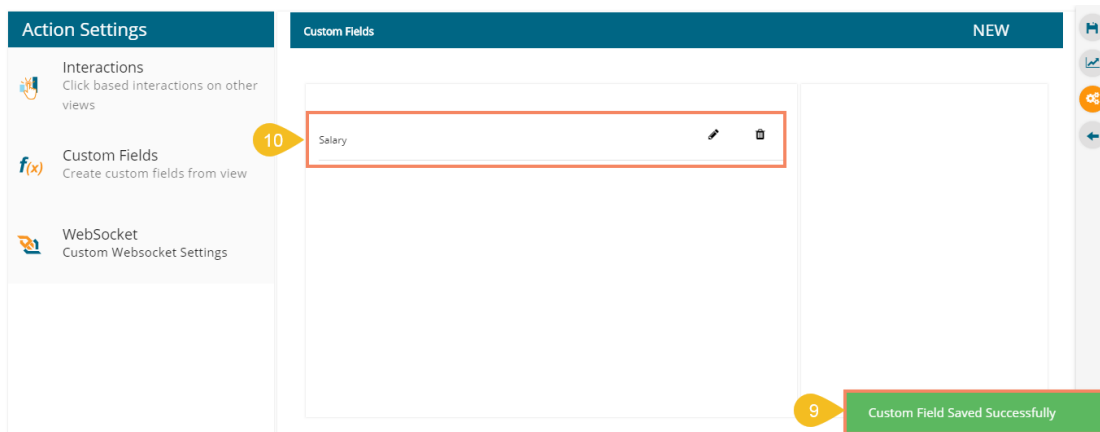 Action Settings
Interactions
Click based interactions on other
views
f(x)
Custom Fields
Create custom fields from view
WebSocket
Custom Websocket Settings
Custom Fields
NEW
10
Salary
9
Custom Field Saved Successfully